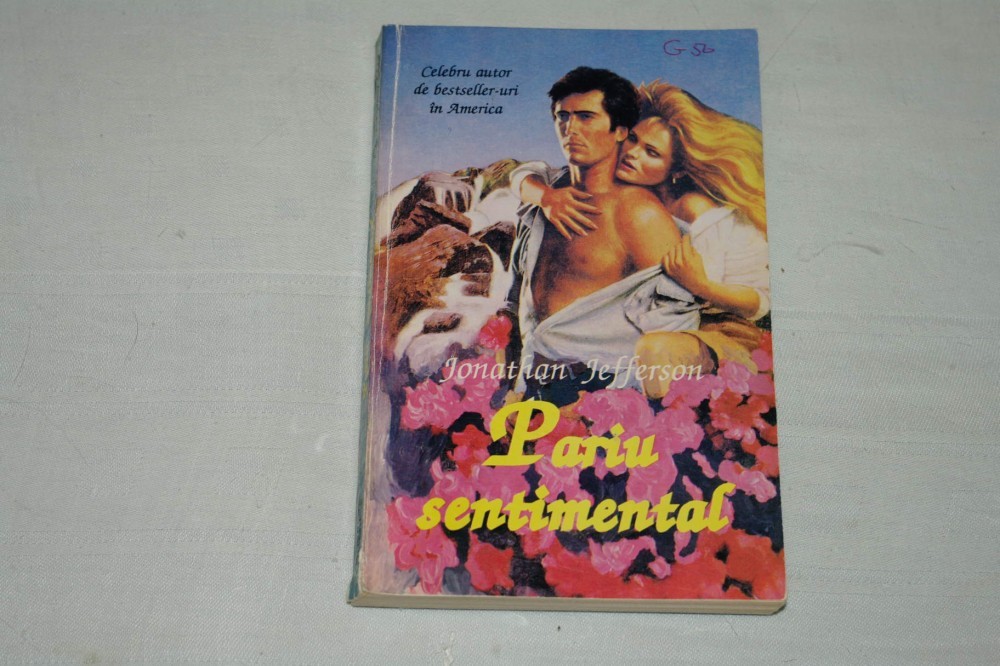 G 56
Celebru autor
de bestseller-uri
în America
Jonathan Jefferson
Pariu
sentimental